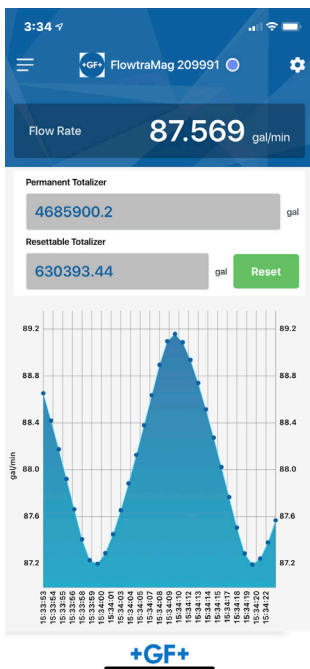 3:34
+GF+ FlowtraMag 209991
Flow Rate 87.569 gal/min
Permanent Totalizer
4685900.2 gal
Resettable Totalizer
630393.44 gal Reset
89.2 89.2
88.8 88.8
88.4 88.4
gal/min
88.0 88.0
87.6 87.6
87.2 87.2
15:33:53 15:33:54 15:33:55 15:33:56 15:33:58 15:33:59 15:34:00 15:34:01 15:34:03 15:34:04 15:34:05 15:34:07 15:34:08 15:34:09 15:34:10 15:34:12 15:34:13 15:34:14 15:34:15 15:34:17 15:34:18 15:34:19 15:34:20 15:34:22
+GF+